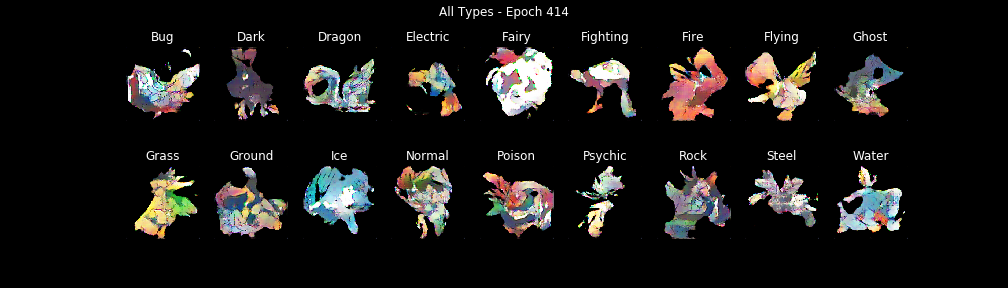 All Types - Epoch 414
Bug Dark Dragon Electric Fairy Fighting Fire Flying Ghost
Grass Ground Ice Normal Poison Psychic Rock Steel Water